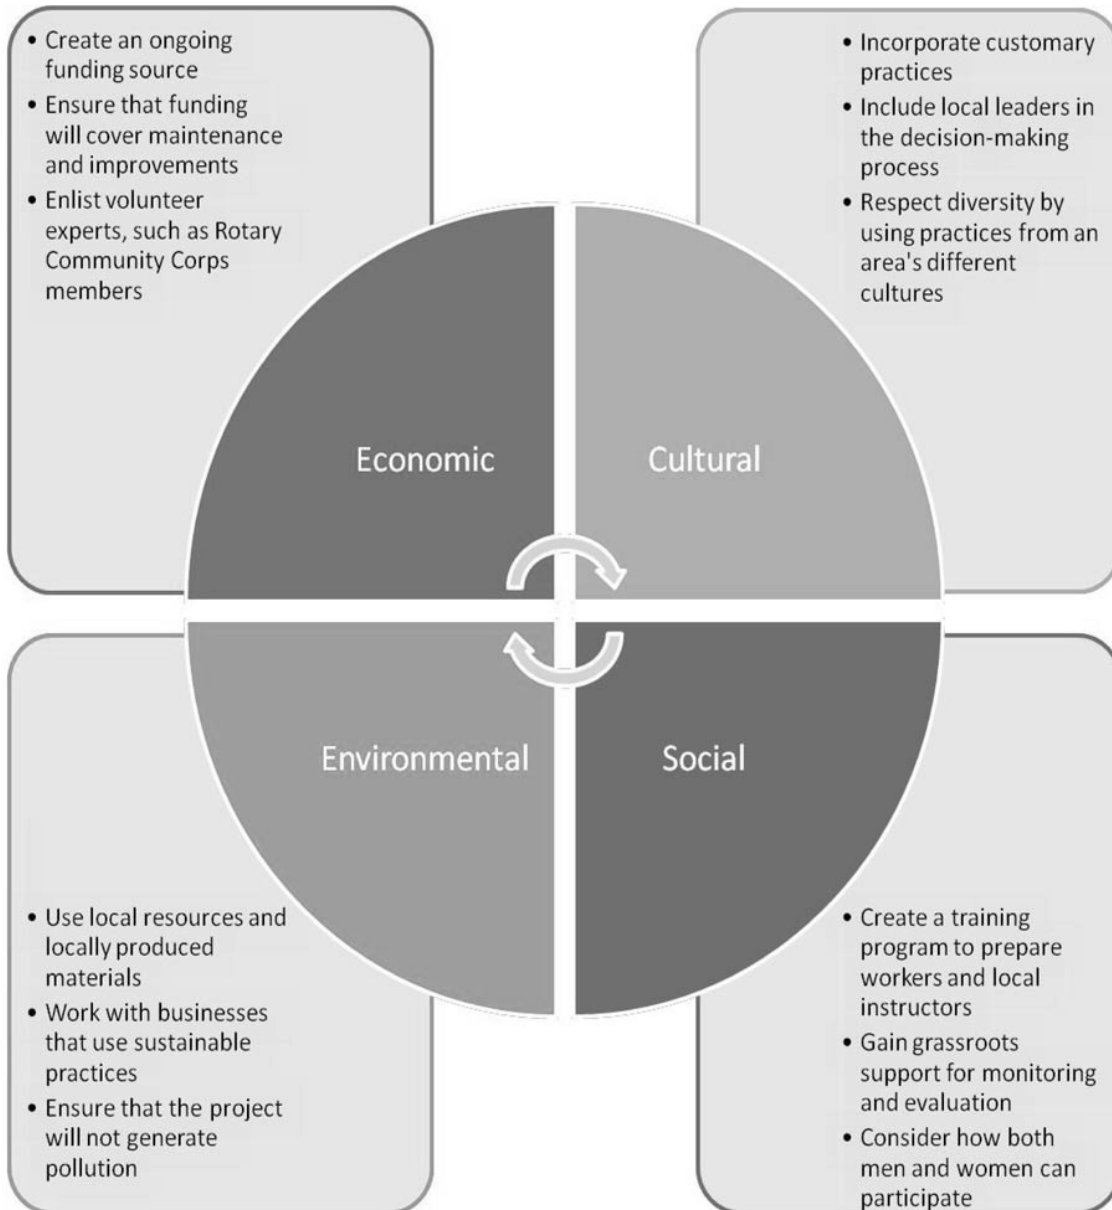 • Create an ongoing
funding source
• Ensure that funding
will cover maintenance
and improvements
• Enlist volunteer
experts, such as Rotary
Community Corps
members
• Incorporate customary
practices
• Include local leaders in
the decision-making
process
• Respect diversity by
using practices from an
area's different
cultures
Economic
Cultural
Environmental
Social
• Use local resources and
locally produced
materials
• Work with businesses
that use sustainable
practices
• Ensure that the project
will not generate
pollution
• Create a training
program to prepare
workers and local
instructors
• Gain grassroots
support for monitoring
and evaluation
• Consider how both
men and women can
participate